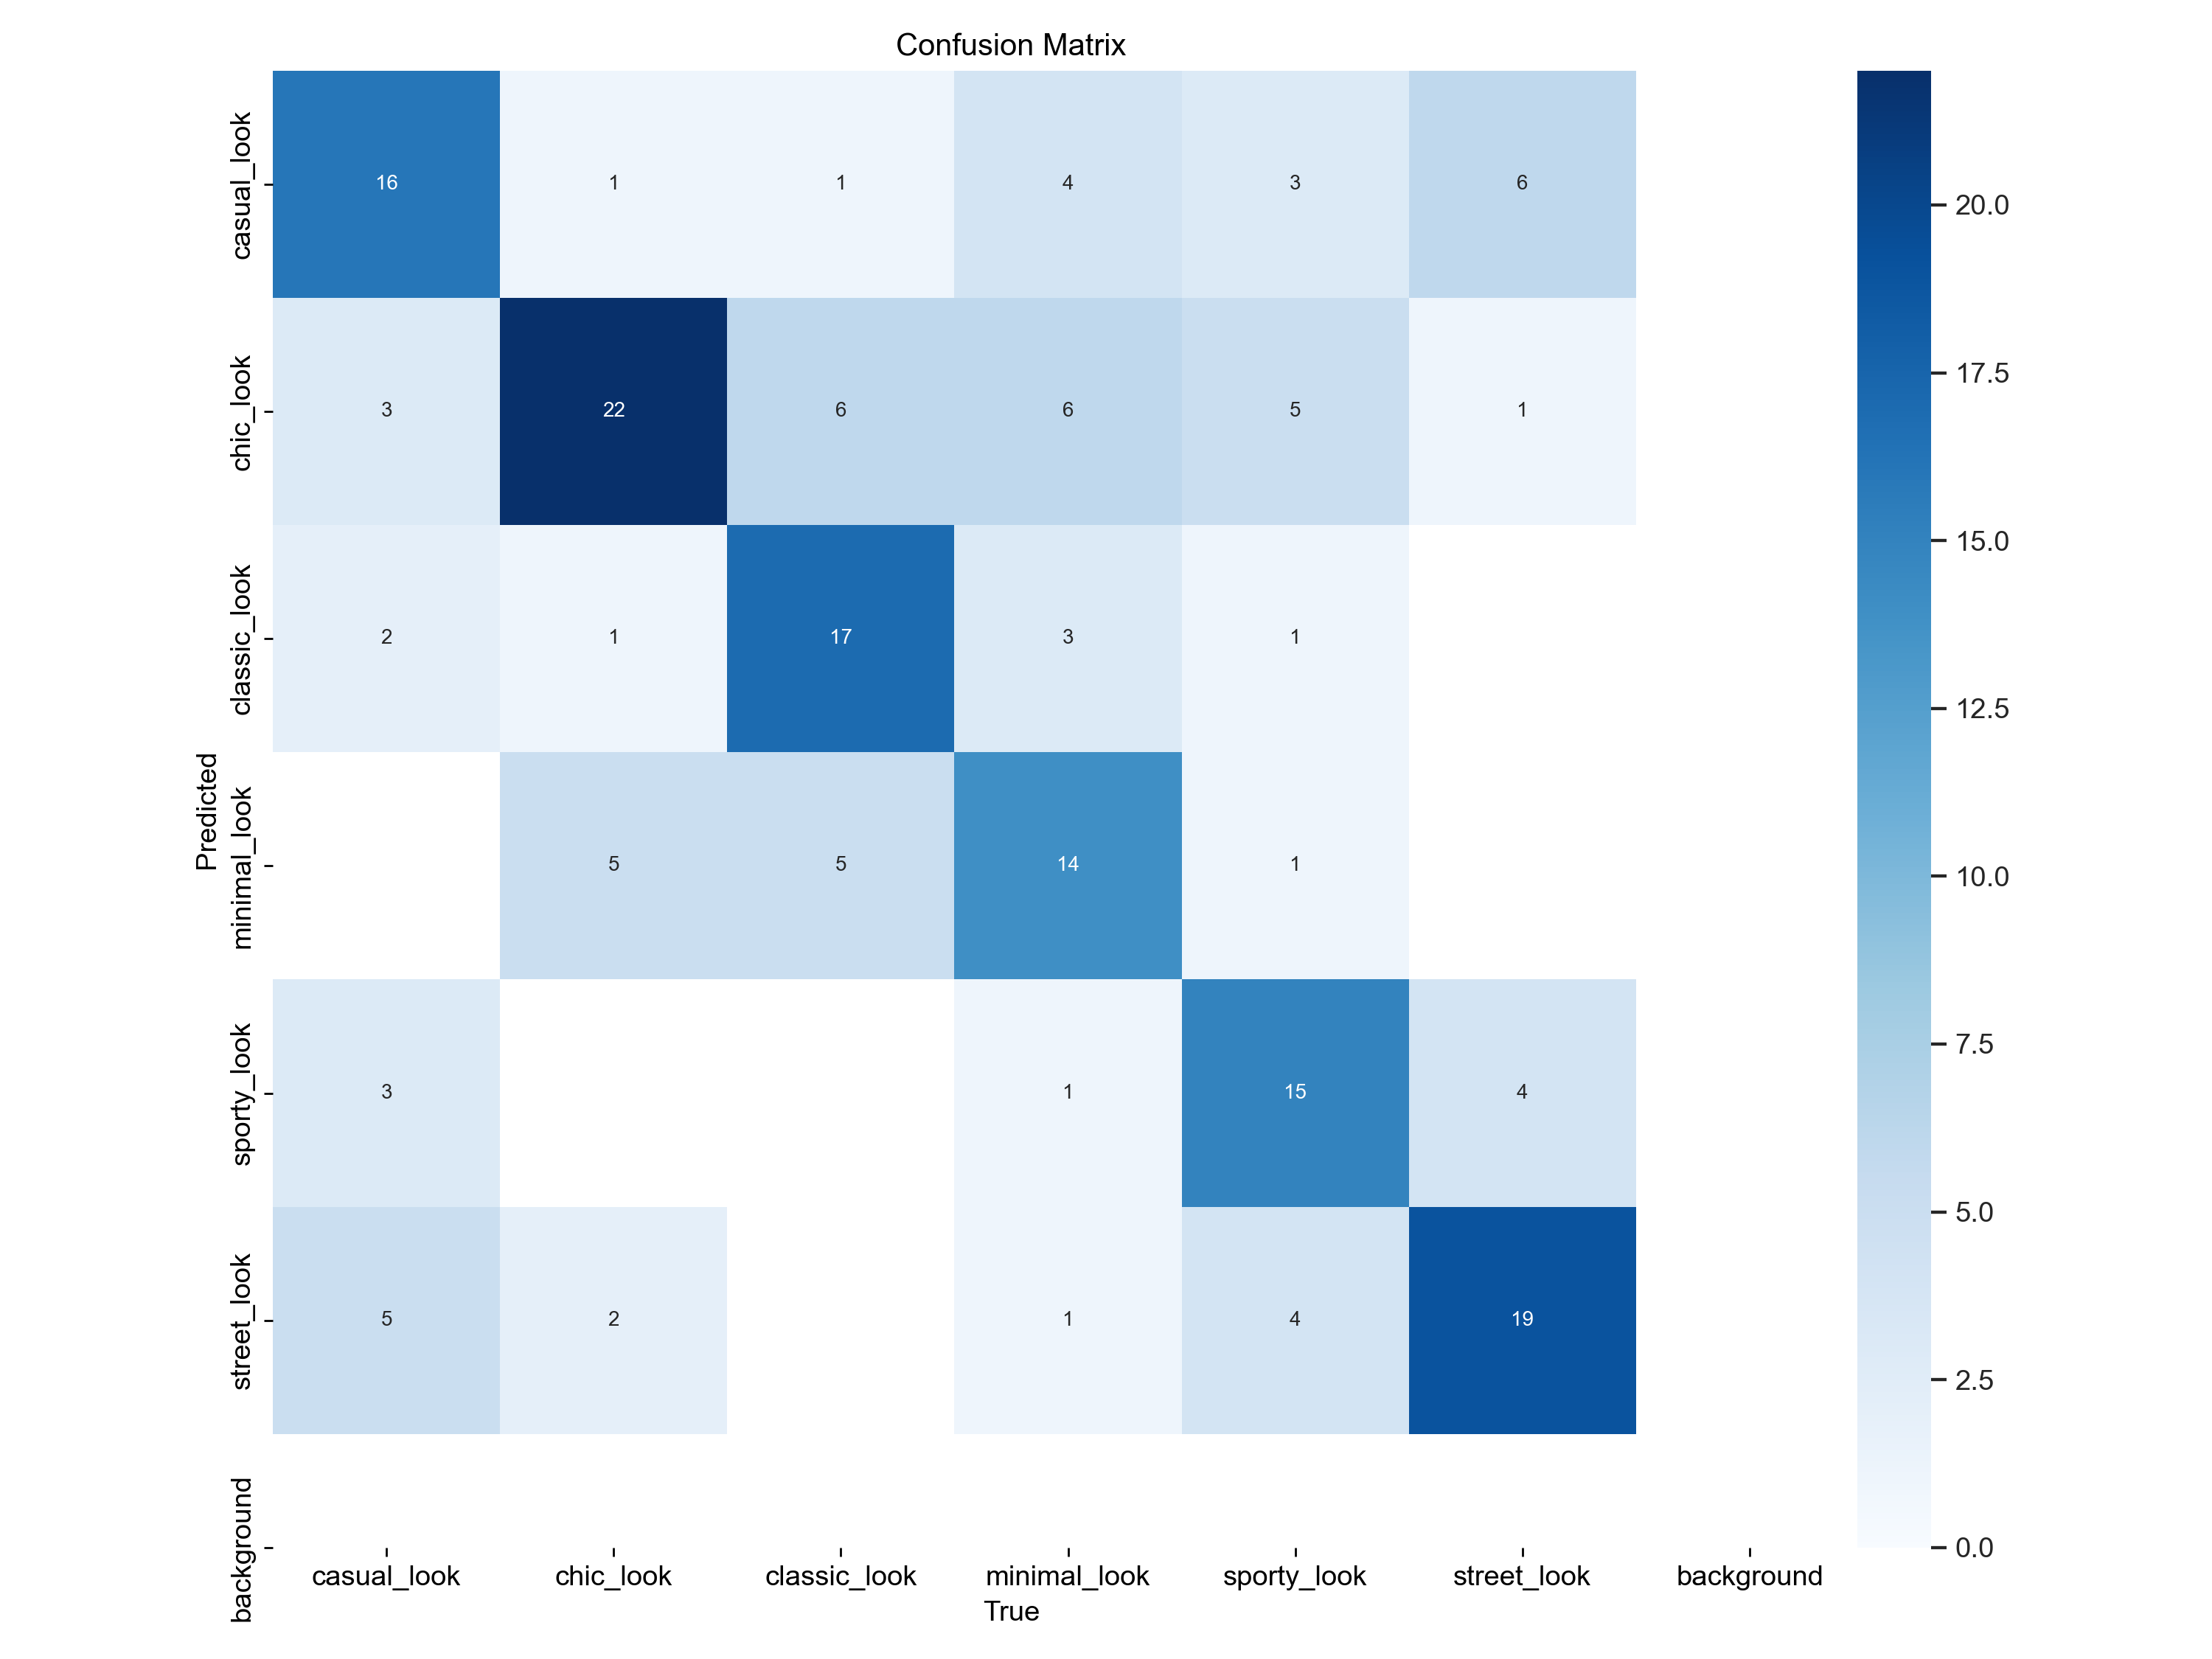 Confusion Matrix
casual_look
16 1 1 4 3 6
chic_look
3 22 6 6 5 1
classic_look
2 1 17 3 1
minimal_look
5 5 14 1
sporty_look
3 1 15 4
street_look
5 2 1 4 19
background
Predicted
casual_look chic_look classic_look minimal_look sporty_look street_look background
True
20.0
17.5
15.0
12.5
10.0
7.5
5.0
2.5
0.0